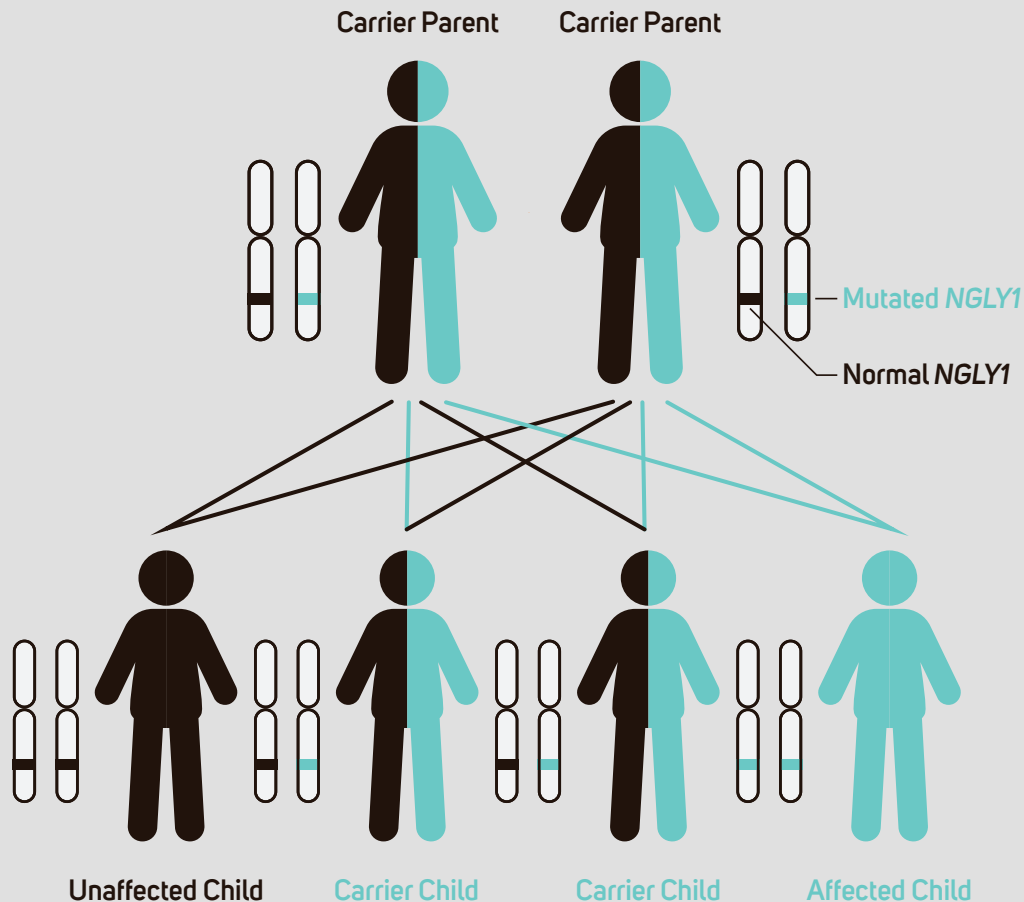 Carrier Parent
Carrier Parent
Mutated NGLY1
Normal NGLY1
Unaffected Child
Carrier Child
Carrier Child
Affected Child